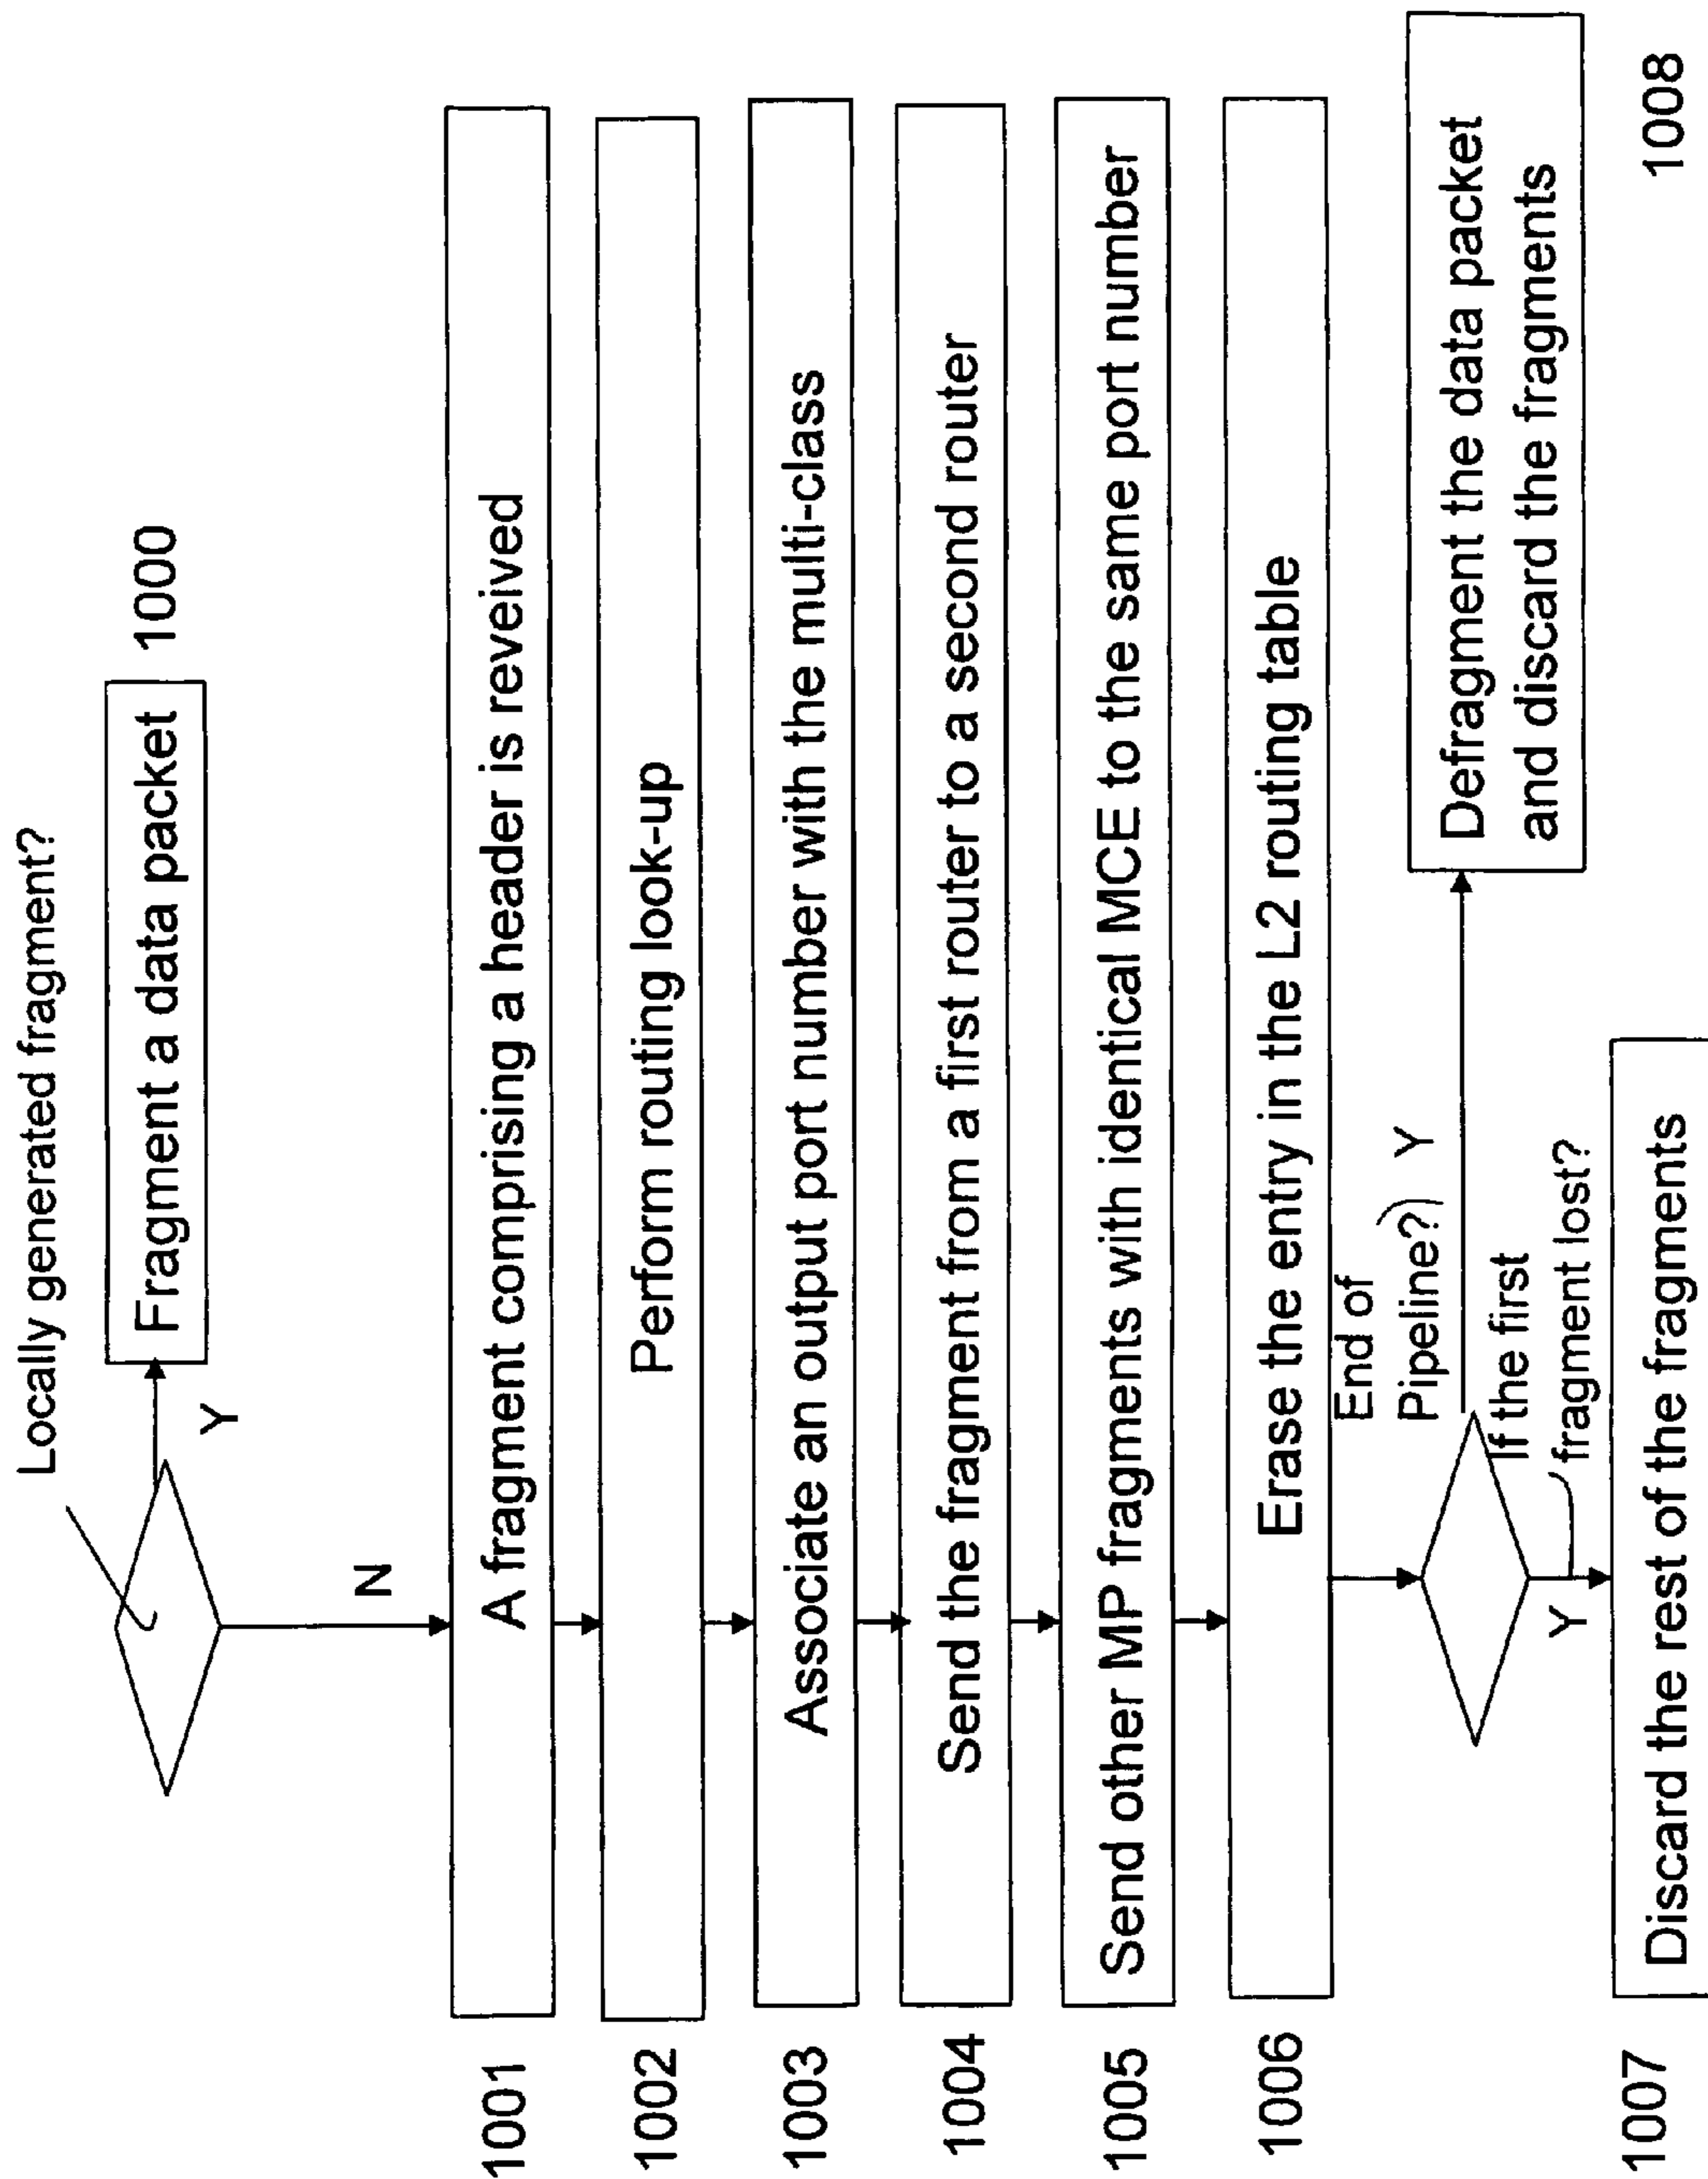 Locally generated fragment?
Fragment a data packet
1000
Y
N
1001
A fragment comprising a header is reveived
1002
Perform routing look-up
1003
Associate an output port number with the multi-class
1004
Send the fragment from a first router to a second router
1005
Send other MP fragments with identical MCE to the same port number
1006
Erase the entry in the L2 routing table
End of
Pipeline?
Y
Defragment the data packet
and discard the fragments
1008
If the first
fragment lost?
Y
1007
Discard the rest of the fragments